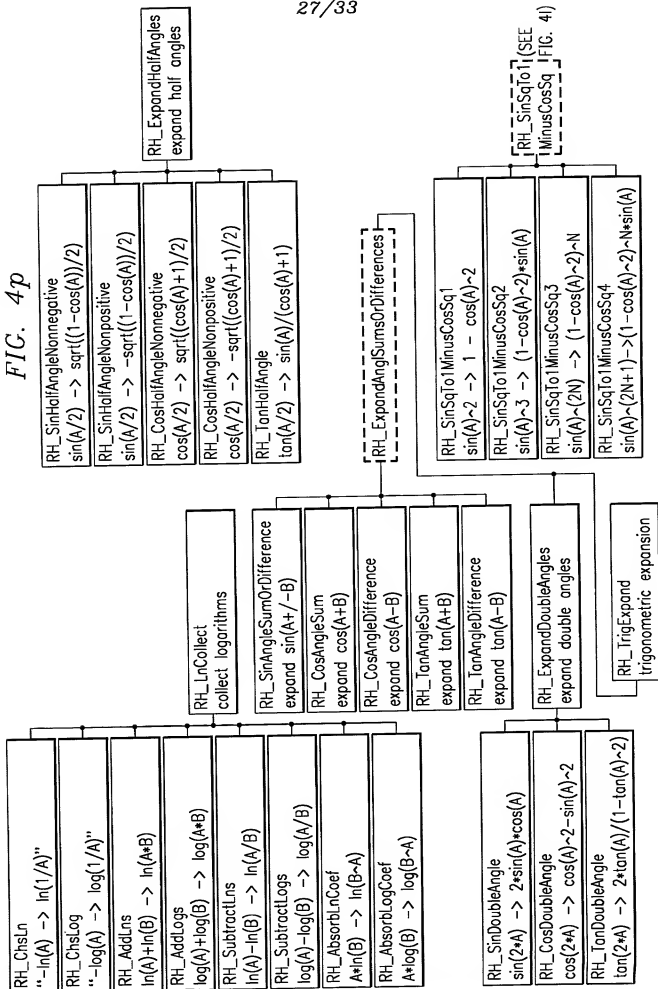 27/33
FIG. 4p
RH_ChsLn
"-ln(A) -> ln(1/A)"
RH_ChsLog
"-log(A) -> log(1/A)"
RH_AddLns
ln(A)+ln(B) -> ln(A*B)
RH_AddLogs
log(A)+log(B) -> log(A*B)
RH_SubtractLns
ln(A)-ln(B) -> ln(A/B)
RH_SubtractLogs
log(A)-log(B) -> log(A/B)
RH_AbsorbLnCoef
A*ln(B) -> ln(B^A)
RH_AbsorbLogCoef
A*log(B) -> log(B^A)
RH_LnCollect
collect logarithms
RH_SinHalfAngleNonnegative
sin(A/2) -> sqrt((1-cos(A))/2)
RH_SinHalfAngleNonpositive
sin(A/2) -> -sqrt((1-cos(A))/2)
RH_CosHalfAngleNonnegative
cos(A/2) -> sqrt((cos(A)+1)/2)
RH_CosHalfAngleNonpositive
cos(A/2) -> -sqrt((cos(A)+1)/2)
RH_TanHalfAngle
tan(A/2) -> sin(A)/(cos(A)+1)
RH_ExpandHalfAngles
expand half angles
RH_SinAngleSumOrDifference
expand sin(A+/-B)
RH_CosAngleSum
expand cos(A+B)
RH_CosAngleDifference
expand cos(A-B)
RH_TanAngleSum
expand tan(A+B)
RH_TanAngleDifference
expand tan(A-B)
RH_ExpandAnglSumsOrDifferences
RH_SinDoubleAngle
sin(2*A) -> 2*sin(A)*cos(A)
RH_CosDoubleAngle
cos(2*A) -> cos(A)^2-sin(A)^2
RH_TanDoubleAngle
tan(2*A) -> 2*tan(A)/(1-tan(A)^2)
RH_ExpandDoubleAngles
expand double angles
RH_TrigExpand
trigonometric expansion
RH_SinSqTo1MinusCosSq1
sin(A)^2 -> 1 - cos(A)^2
RH_SinSqTo1MinusCosSq2
sin(A)^3 -> (1-cos(A)^2)*sin(A)
RH_SinSqTo1MinusCosSq3
sin(A)^(2N) -> (1-cos(A)^2)^N
RH_SinSqTo1MinusCosSq4
sin(A)^(2N+1)->(1-cos(A)^2)^N*sin(A)
RH_SinSqTo1 (SEE
MinusCosSq FIG. 4l)